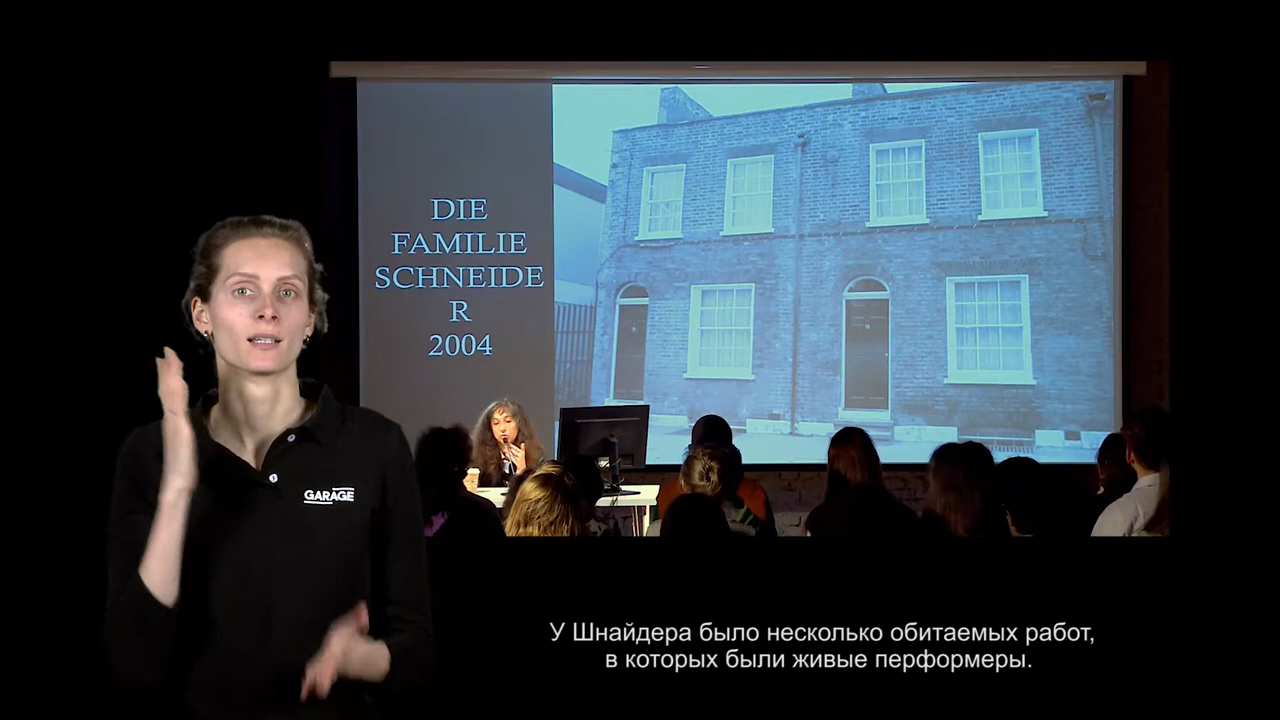 DIE
FAMILIE
SCHNEIDE
R
2004
GARAGE
У Шнайдера было несколько обитаемых работ,
в которых были живые перформеры.